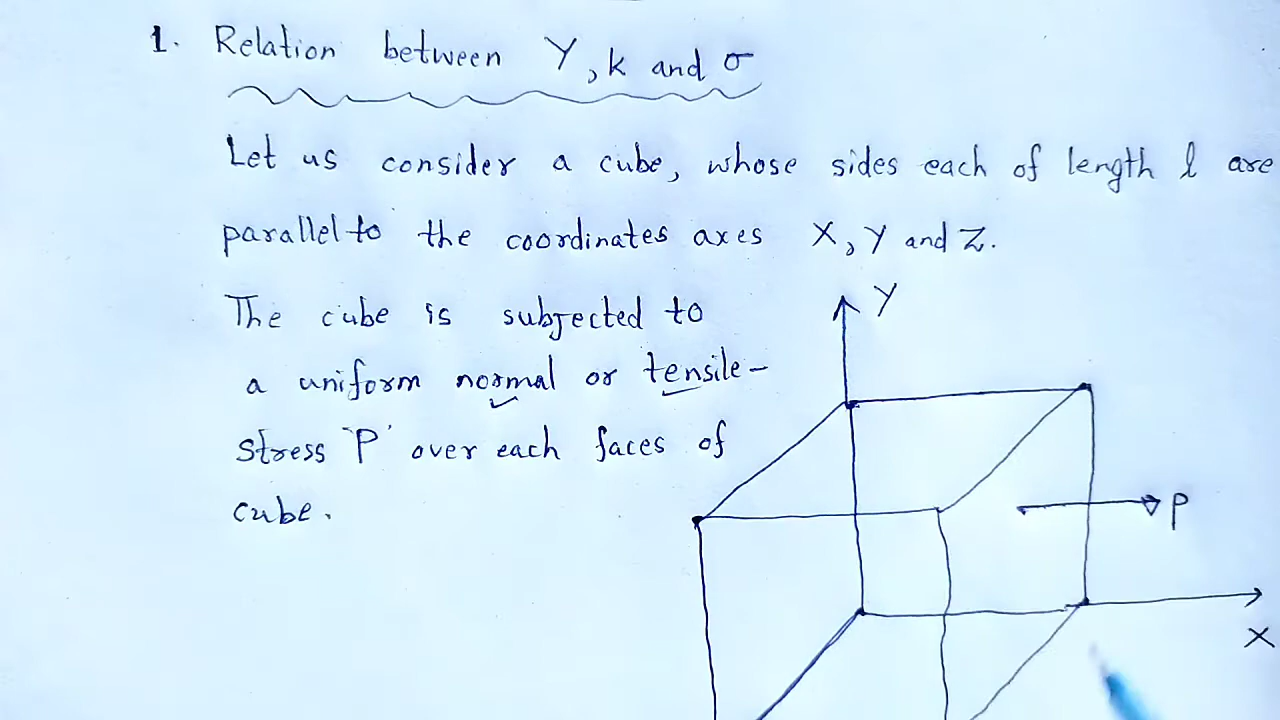 1. Relation between Y, k and σ
Let us consider a cube, whose sides each of length l are
parallel to the coordinates axes X, Y and Z.
The cube is subjected to
a uniform normal or tensile-
stress 'P' over each faces of
cube.
Y
P
X